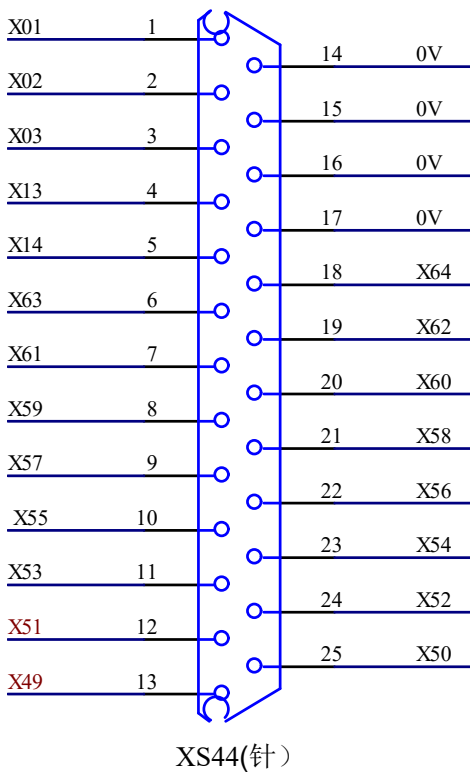 X01 1
14 0V
X02 2
15 0V
X03 3
16 0V
X13 4
17 0V
X14 5
18 X64
X63 6
19 X62
X61 7
20 X60
X59 8
21 X58
X57 9
22 X56
X55 10
23 X54
X53 11
24 X52
X51 12
25 X50
X49 13
XS44(针）